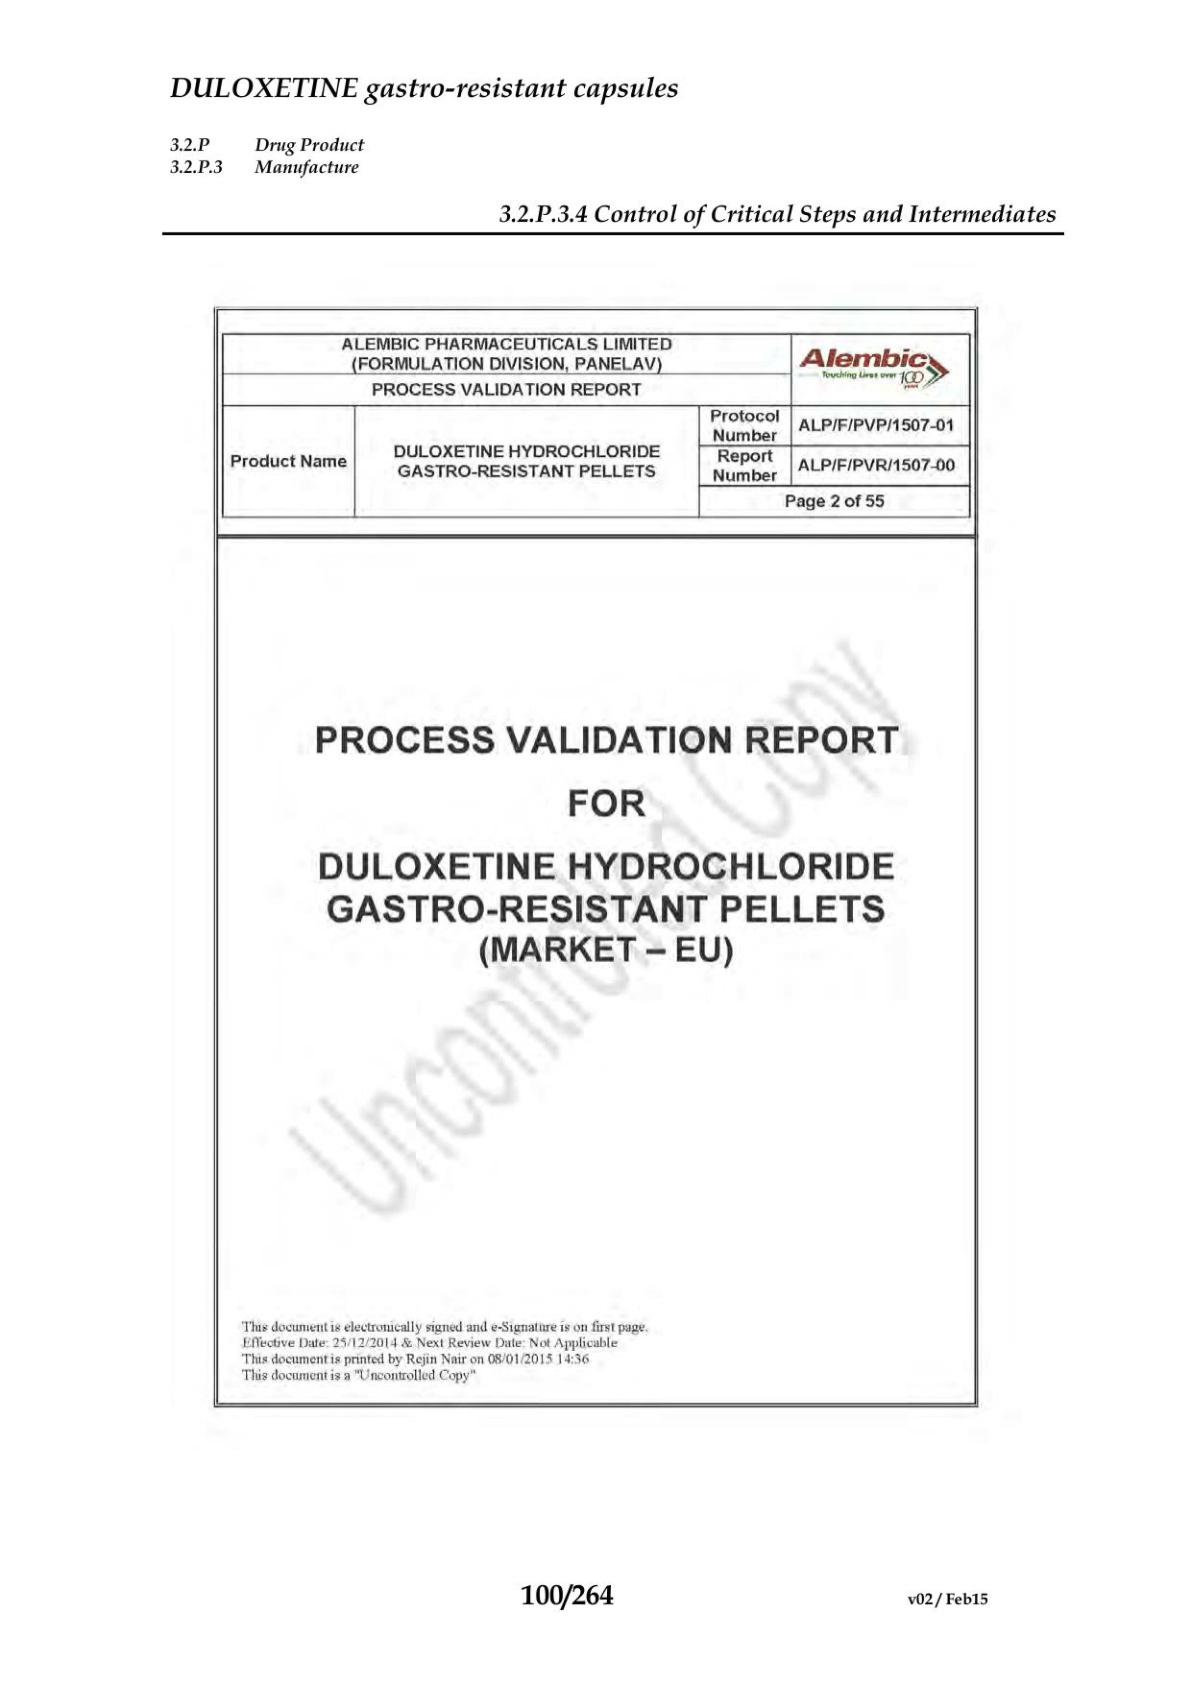 DULOXETINE gastro-resistant capsules
3.2.P Drug Product
3.2.P.3 Manufacture
3.2.P.3.4 Control of Critical Steps and Intermediates
ALEMBIC PHARMACEUTICALS LIMITED
(FORMULATION DIVISION, PANELAV)
PROCESS VALIDATION REPORT
Alembic
Touching Lives over 100 years
Product Name
DULOXETINE HYDROCHLORIDE
GASTRO-RESISTANT PELLETS
Protocol
Number
ALP/F/PVP/1507-01
Report
Number
ALP/F/PVR/1507-00
Page 2 of 55
PROCESS VALIDATION REPORT
FOR
DULOXETINE HYDROCHLORIDE
GASTRO-RESISTANT PELLETS
(MARKET – EU)
Uncontrolled Copy
This document is electronically signed and e-Signature is on first page.
Effective Date: 25/12/2014 & Next Review Date: Not Applicable
This document is printed by Rejin Nair on 08/01/2015 14:36
This document is a "Uncontrolled Copy"
100/264
v02 / Feb15